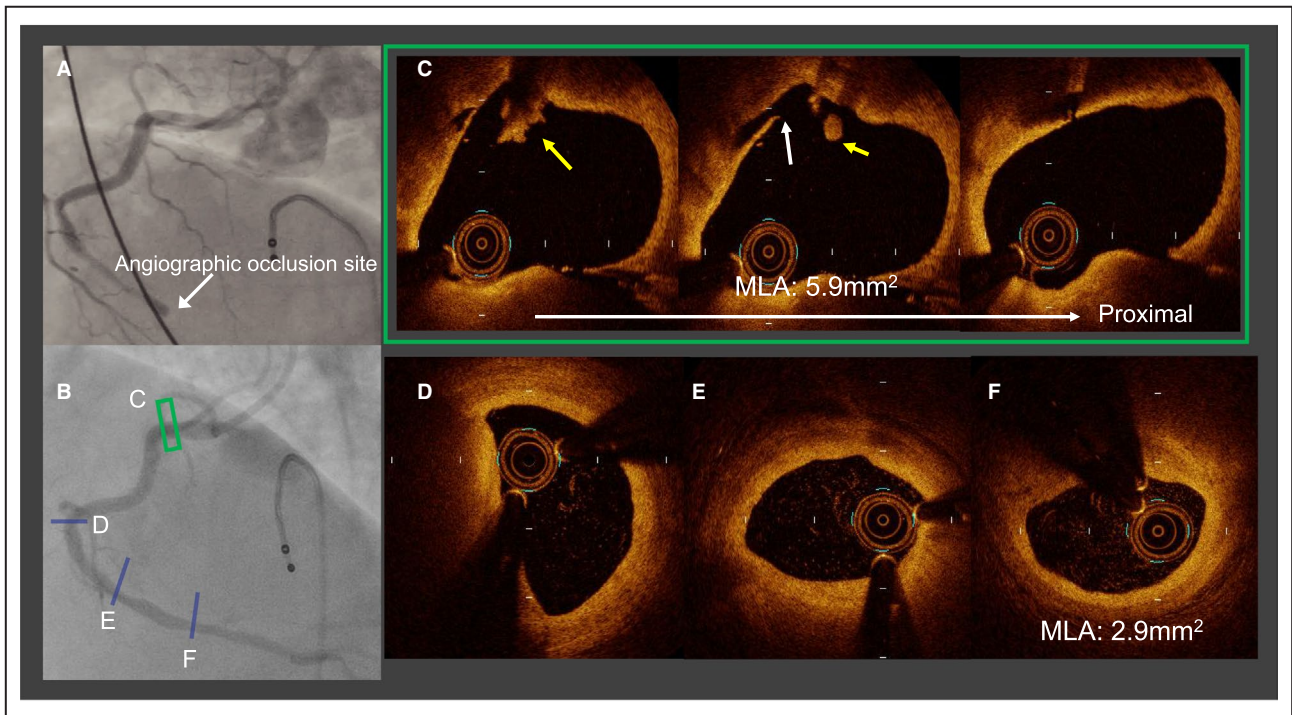 A
Angiographic occlusion site
B
C
D
E
F
C
MLA: 5.9mm²
Proximal
D
E
F
MLA: 2.9mm²